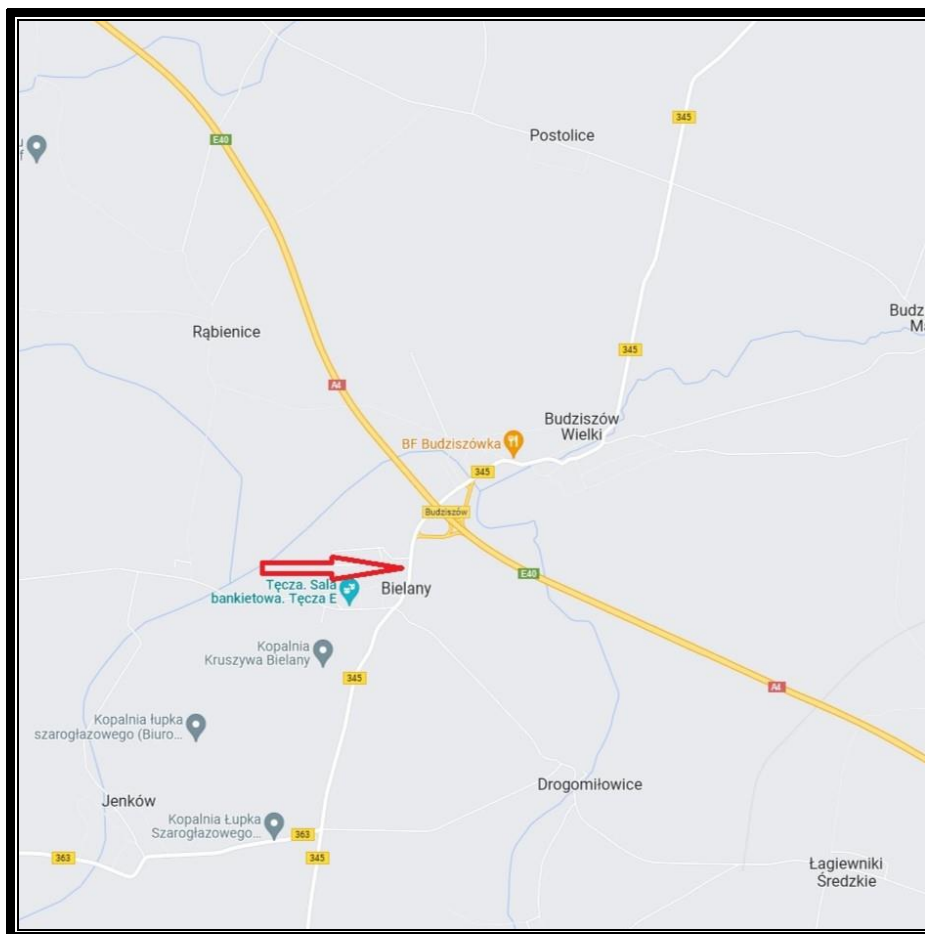 E40
345
Postolice
Rąbienice
A4
345
Budziszów
Wielki
BF Budziszówka
345
Budziszów
E40
Tęcza. Sala
bankietowa. Tęcza E
Bielany
Kopalnia
Kruszywa Bielany
345
A4
Kopalnia łupka
szarogłazowego (Biuro...
Drogomiłowice
Jenków
Kopalnia Łupka
Szarogłazowego...
363
363
345
Łagiewniki
Średzkie